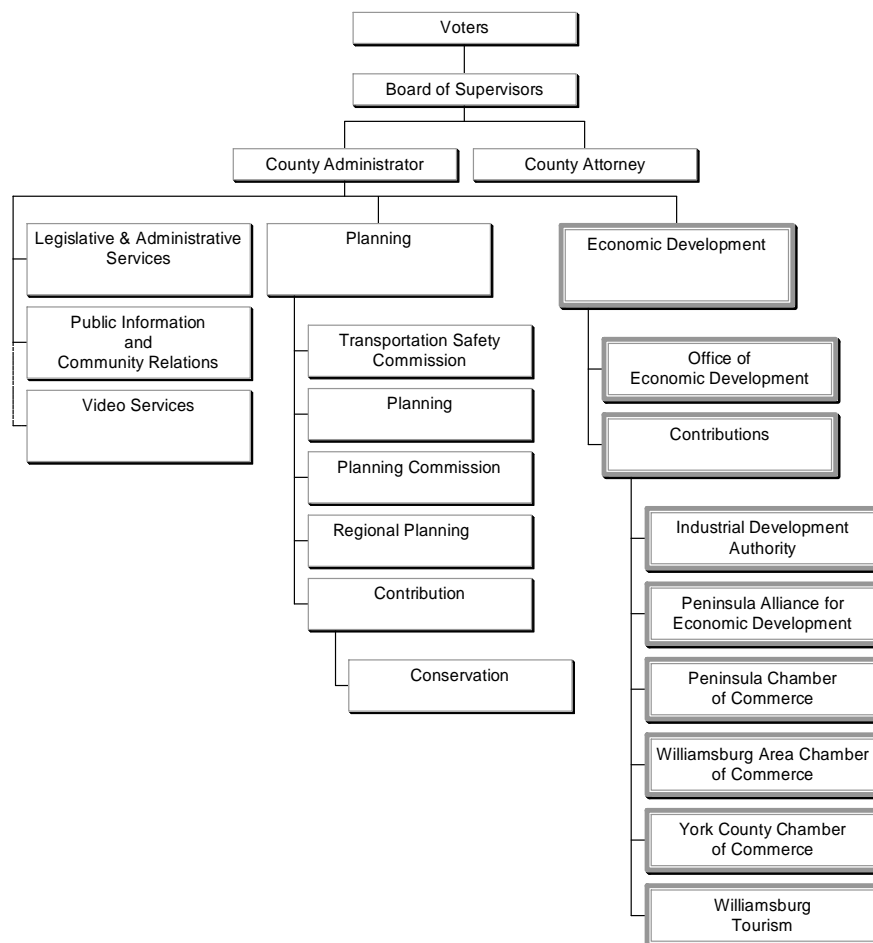 Voters
Board of Supervisors
County Administrator
County Attorney
Legislative & Administrative
Services
Public Information
and
Community Relations
Video Services
Planning
Transportation Safety
Commission
Planning
Planning Commission
Regional Planning
Contribution
Conservation
Economic Development
Office of
Economic Development
Contributions
Industrial Development
Authority
Peninsula Alliance for
Economic Development
Peninsula Chamber
of Commerce
Williamsburg Area Chamber
of Commerce
York County Chamber
of Commerce
Williamsburg
Tourism